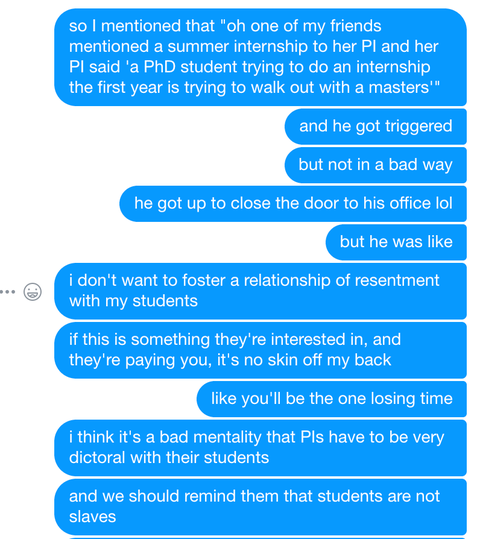 so I mentioned that "oh one of my friends
mentioned a summer internship to her PI and her
PI said 'a PhD student trying to do an internship
the first year is trying to walk out with a masters'"
and he got triggered
but not in a bad way
he got up to close the door to his office lol
but he was like
i don't want to foster a relationship of resentment
with my students
if this is something they're interested in, and
they're paying you, it's no skin off my back
like you'll be the one losing time
i think it's a bad mentality that PIs have to be very
dictoral with their students
and we should remind them that students are not
slaves